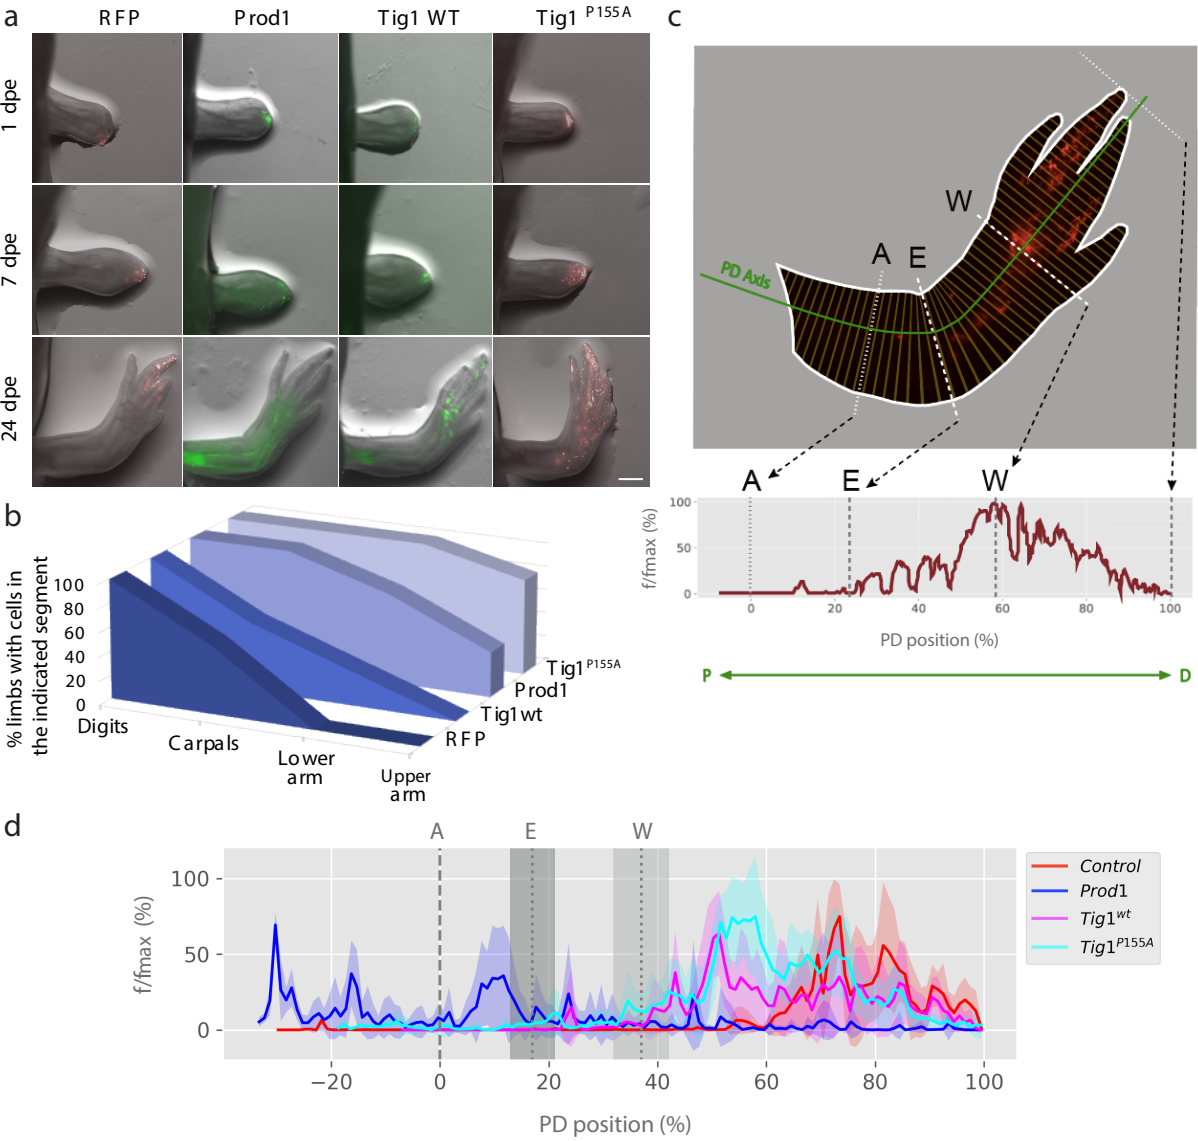 a
RFP
Prod1
Tig1 WT
Tig1 P155A
1 dpe
7 dpe
24 dpe
b
% limbs with cells in
the indicated segment
100
80
60
40
20
0
Digits
Carpals
Lower
arm
Upper
arm
RFP
Tig1wt
Prod1
Tig1 P155A
c
W
A
E
PD Axis
A
E
W
f/fmax (%)
100
50
0
0
20
40
60
80
100
PD position (%)
P
D
d
A
E
W
f/fmax (%)
100
50
0
−20
0
20
40
60
80
100
PD position (%)
Control
Prod1
Tig1wt
Tig1P155A